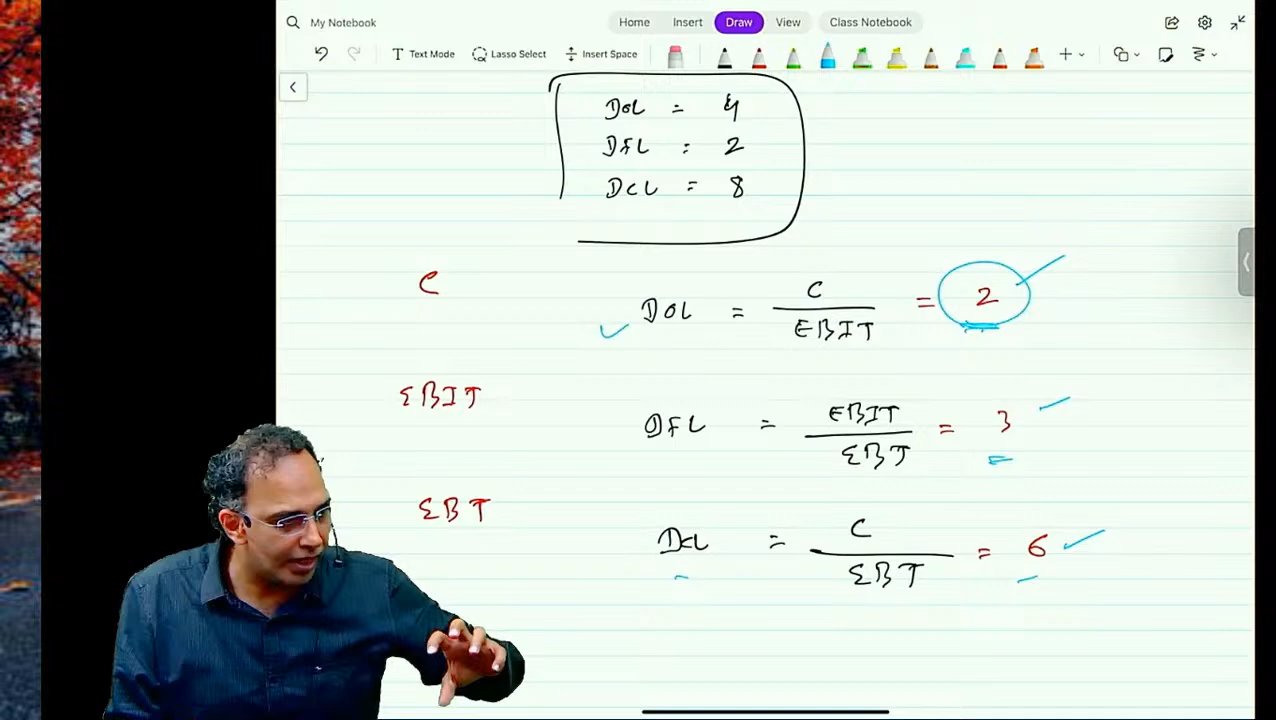 My Notebook
Home Insert Draw View Class Notebook
Text Mode Lasso Select Insert Space
DOL = 4
DFL = 2
DCL = 8
C
DOL = C / EBIT = 2
EBIT
DFL = EBIT / EBT = 3
EBT
DCL = C / EBT = 6